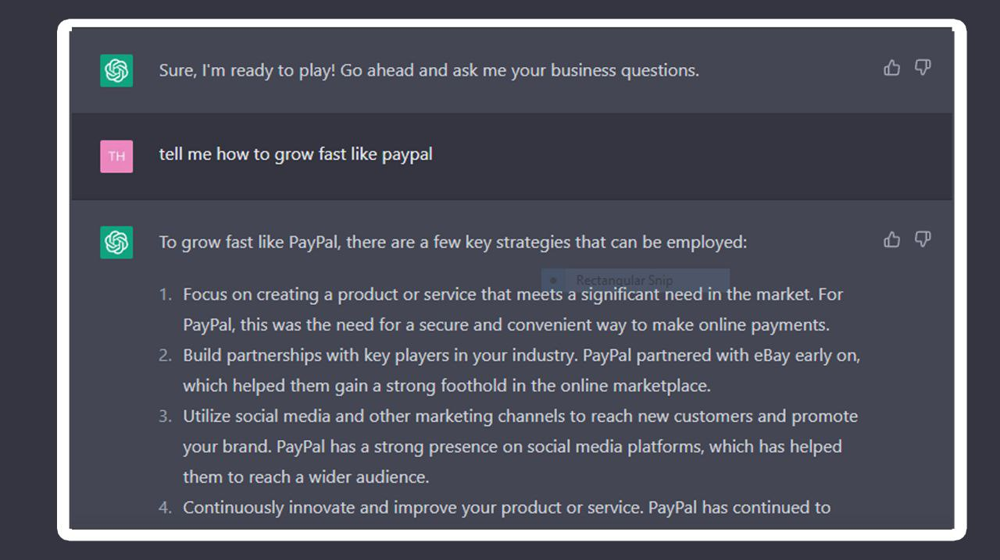 Sure, I'm ready to play! Go ahead and ask me your business questions.
TH
tell me how to grow fast like paypal
To grow fast like PayPal, there are a few key strategies that can be employed:
Rectangular Snip
1. Focus on creating a product or service that meets a significant need in the market. For
PayPal, this was the need for a secure and convenient way to make online payments.
2. Build partnerships with key players in your industry. PayPal partnered with eBay early on,
which helped them gain a strong foothold in the online marketplace.
3. Utilize social media and other marketing channels to reach new customers and promote
your brand. PayPal has a strong presence on social media platforms, which has helped
them to reach a wider audience.
4. Continuously innovate and improve your product or service. PayPal has continued to